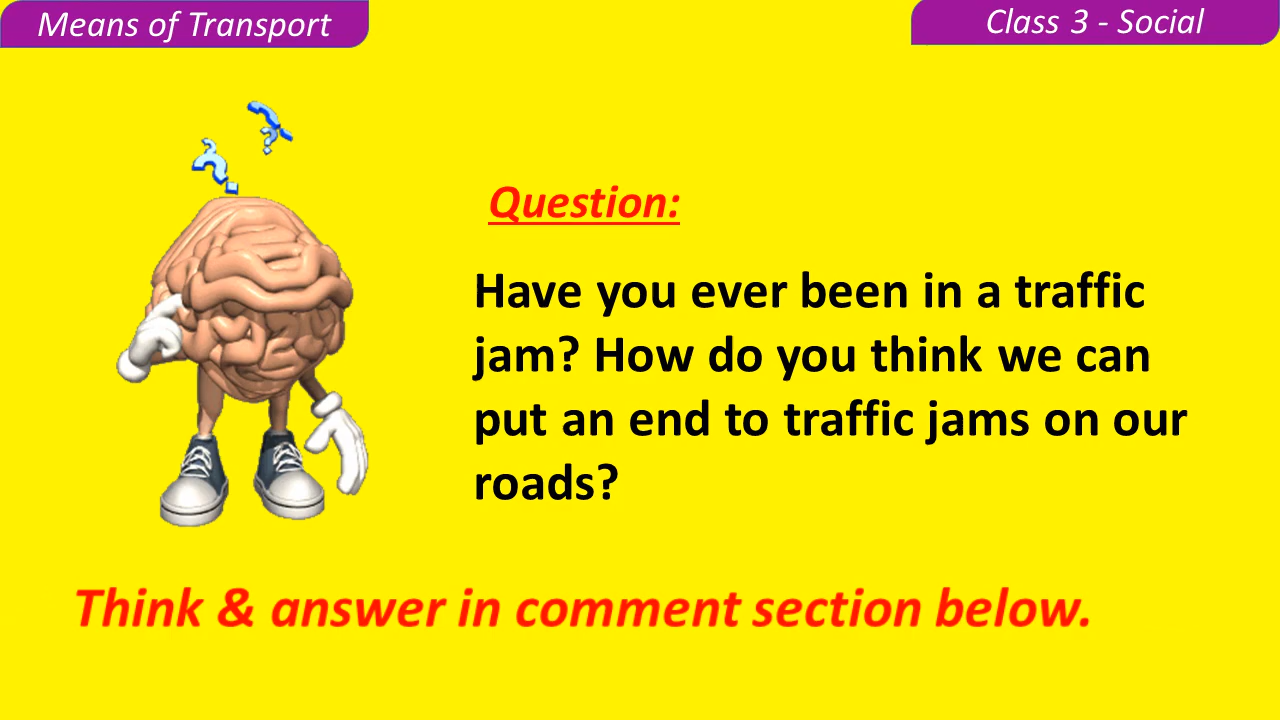 Means of Transport
Class 3 - Social
Question:
Have you ever been in a traffic
jam? How do you think we can
put an end to traffic jams on our
roads?
Think & answer in comment section below.